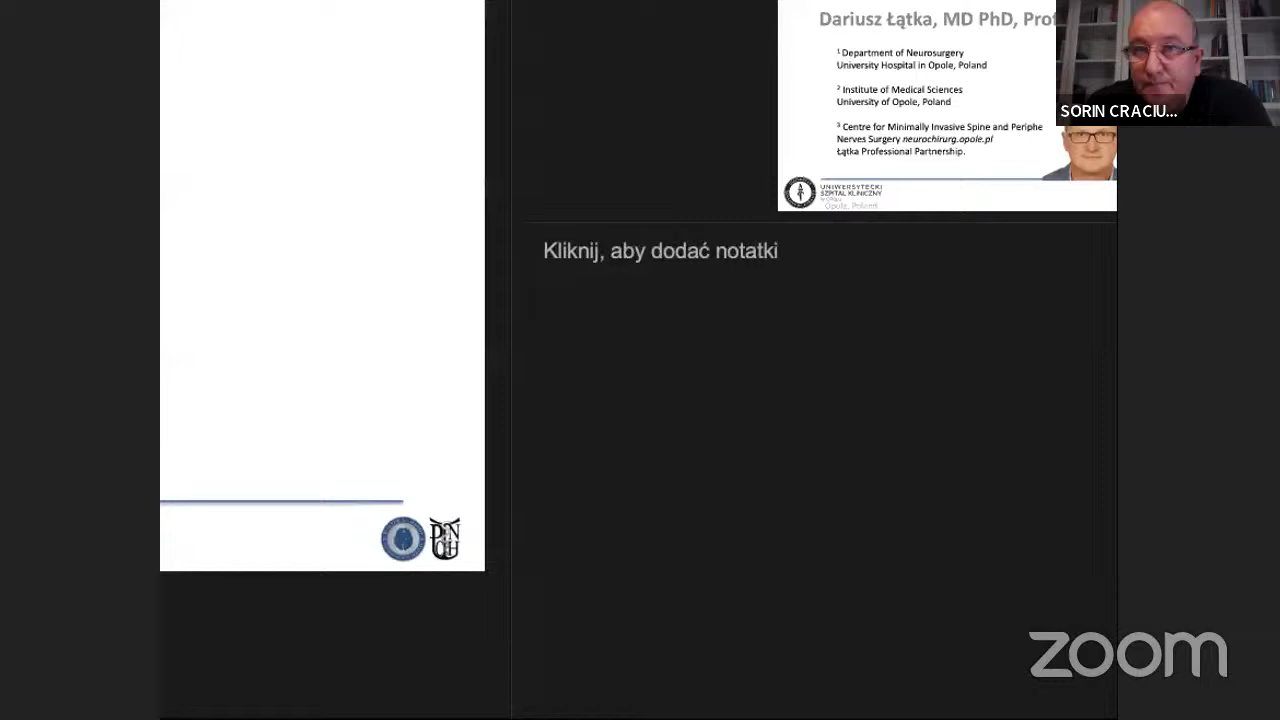 Dariusz Łątka, MD PhD, Prof
1 Department of Neurosurgery
University Hospital in Opole, Poland
2 Institute of Medical Sciences
University of Opole, Poland
3 Centre for Minimally Invasive Spine and Periphe
Nerves Surgery neurochirurg.opole.pl
Łątka Professional Partnership.
UNIWERSYTECKI
SZPITAL KLINICZNY
Opole, Poland
SORIN CRACIU...
Kliknij, aby dodać notatki
zoom